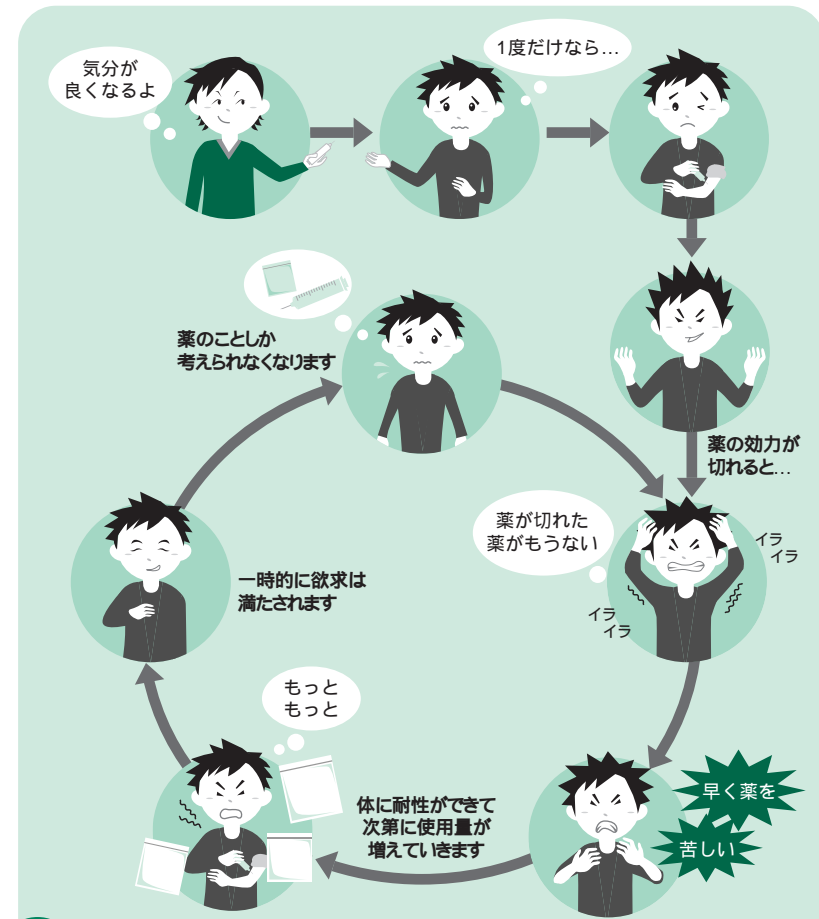 気分が
良くなるよ
1度だけなら…
薬の効力が
切れると…
薬が切れた
薬がもうない
イラ
イラ
イラ
イラ
早く薬を
苦しい
体に耐性ができて
次第に使用量が
増えていきます
もっと
もっと
一時的に欲求は
満たされます
薬のことしか
考えられなくなります